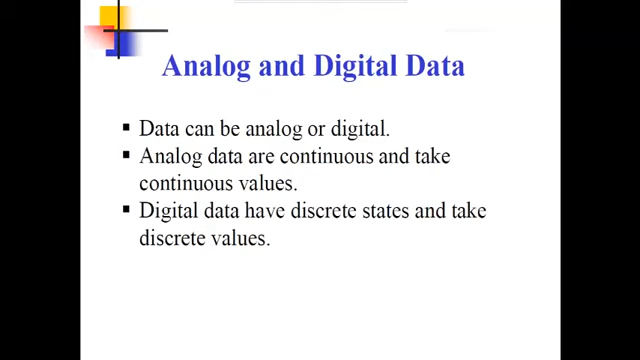 Analog and Digital Data
▪ Data can be analog or digital.
▪ Analog data are continuous and take
continuous values.
▪ Digital data have discrete states and take
discrete values.